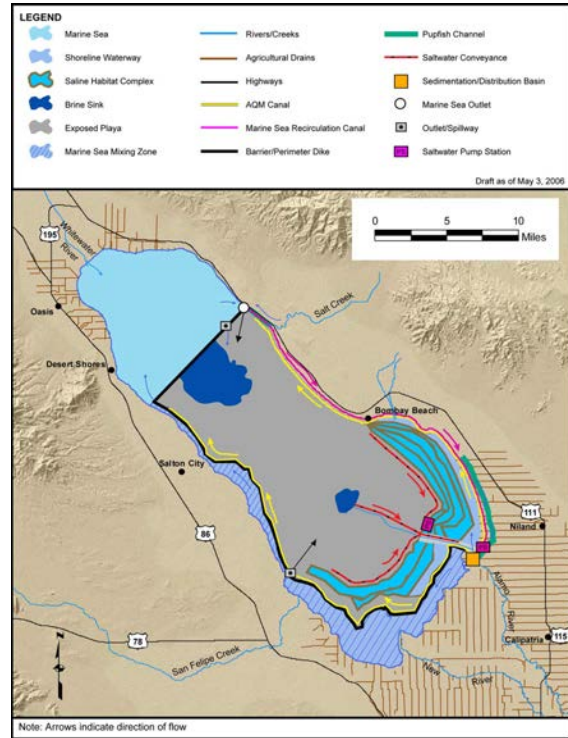 LEGEND
Marine Sea
Shoreline Waterway
Saline Habitat Complex
Brine Sink
Exposed Playa
Marine Sea Mixing Zone
Rivers/Creeks
Agricultural Drains
Highways
AQM Canal
Marine Sea Recirculation Canal
Barrier/Perimeter Dike
Pupfish Channel
Saltwater Conveyance
Sedimentation/Distribution Basin
Marine Sea Outlet
Outlet/Spillway
Saltwater Pump Station
Draft as of May 3, 2006
0 5 10
Miles
195
Whitewater
River
Oasis
Salt Creek
Desert Shores
Bombay Beach
Salton City
111
Niland
86
Alamo
River
78
Calipatria
115
San Felipe Creek
New
River
N
Note: Arrows indicate direction of flow